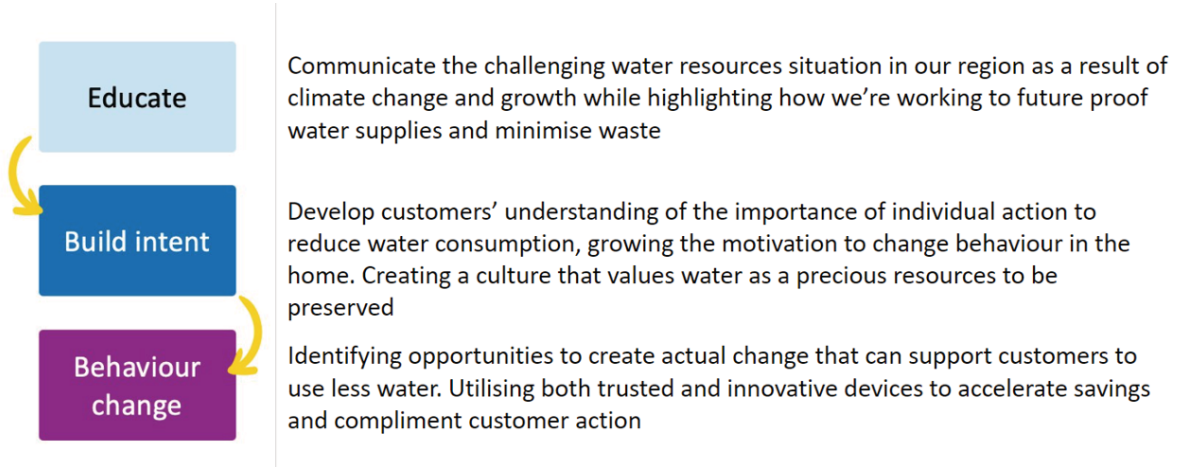 Educate
Communicate the challenging water resources situation in our region as a result of
climate change and growth while highlighting how we’re working to future proof
water supplies and minimise waste
Build intent
Develop customers’ understanding of the importance of individual action to
reduce water consumption, growing the motivation to change behaviour in the
home. Creating a culture that values water as a precious resources to be
preserved
Behaviour
change
Identifying opportunities to create actual change that can support customers to
use less water. Utilising both trusted and innovative devices to accelerate savings
and compliment customer action